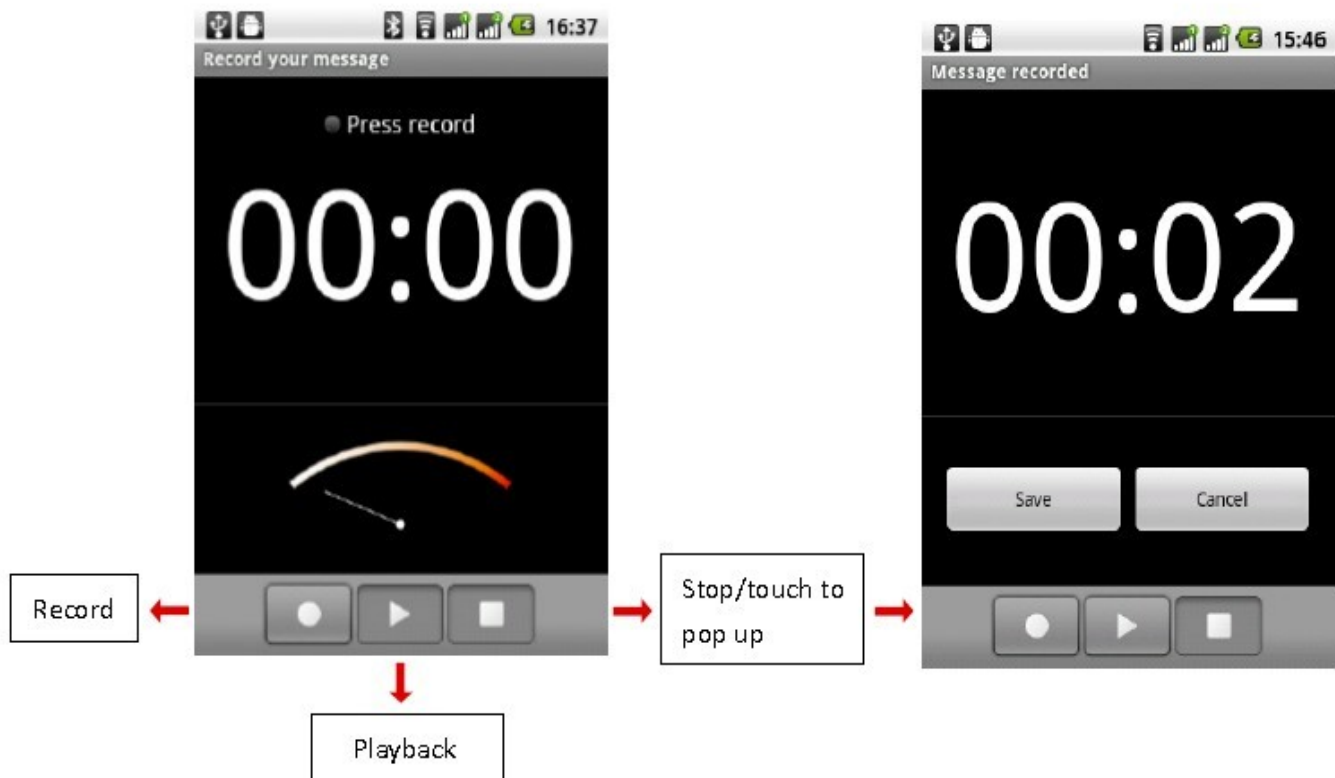 16:37
Record your message
Press record
00:00
Record
Playback
Stop/touch to
pop up
15:46
Message recorded
00:02
Save
Cancel